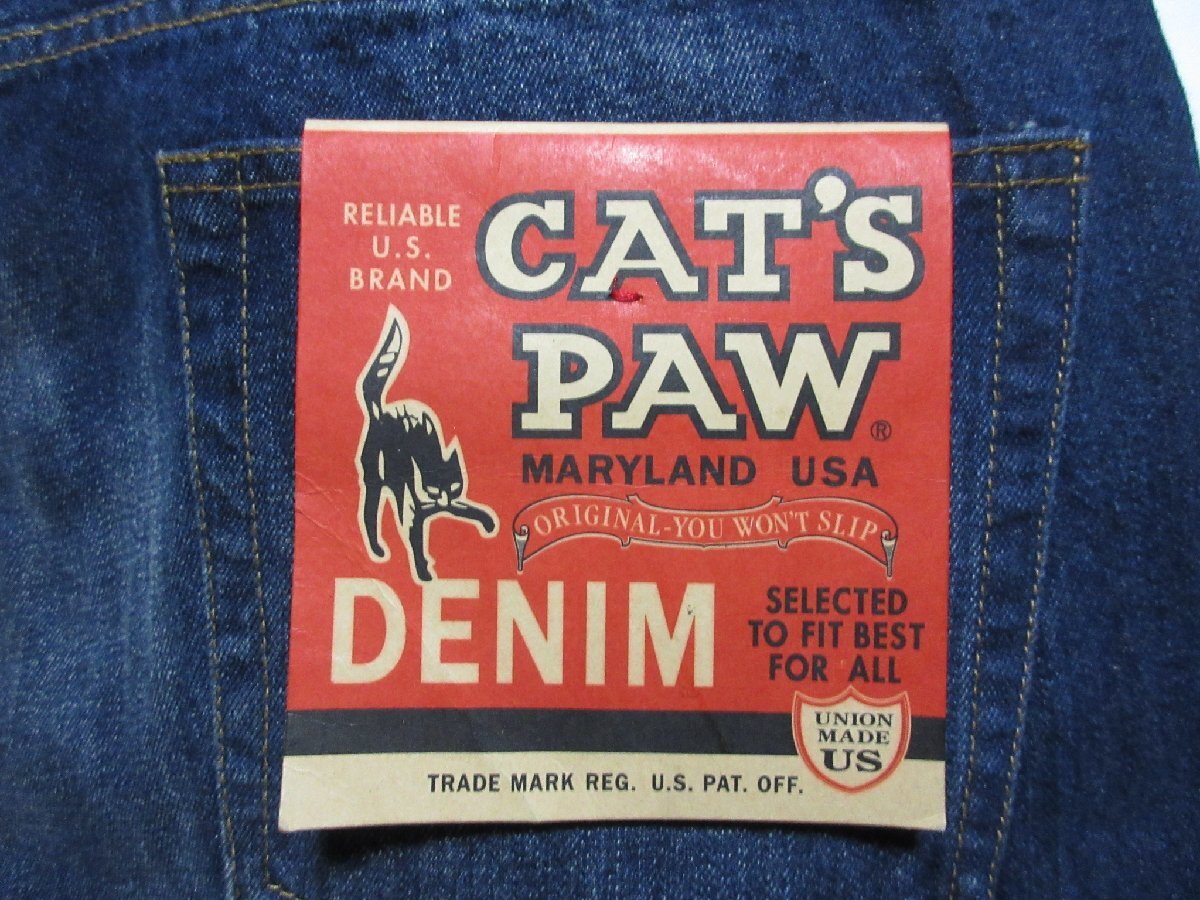 RELIABLE
U.S.
BRAND
CAT'S
PAW®
MARYLAND USA
ORIGINAL-YOU WON'T SLIP
DENIM
SELECTED
TO FIT BEST
FOR ALL
UNION
MADE
US
TRADE MARK REG. U.S. PAT. OFF.